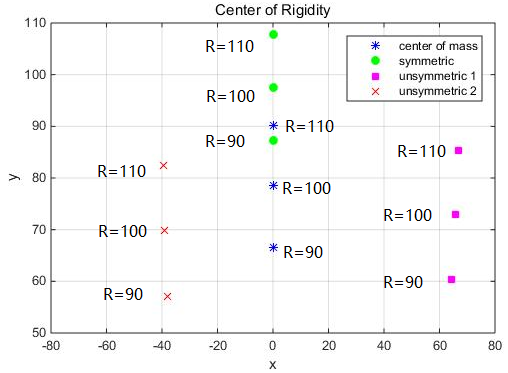 Center of Rigidity
110
100
90
80
70
60
50
y
-80
-60
-40
-20
0
20
40
60
80
x
center of mass
symmetric
unsymmetric 1
unsymmetric 2
R=110
R=100
R=90
R=110
R=100
R=90
R=110
R=100
R=90
R=110
R=100
R=90